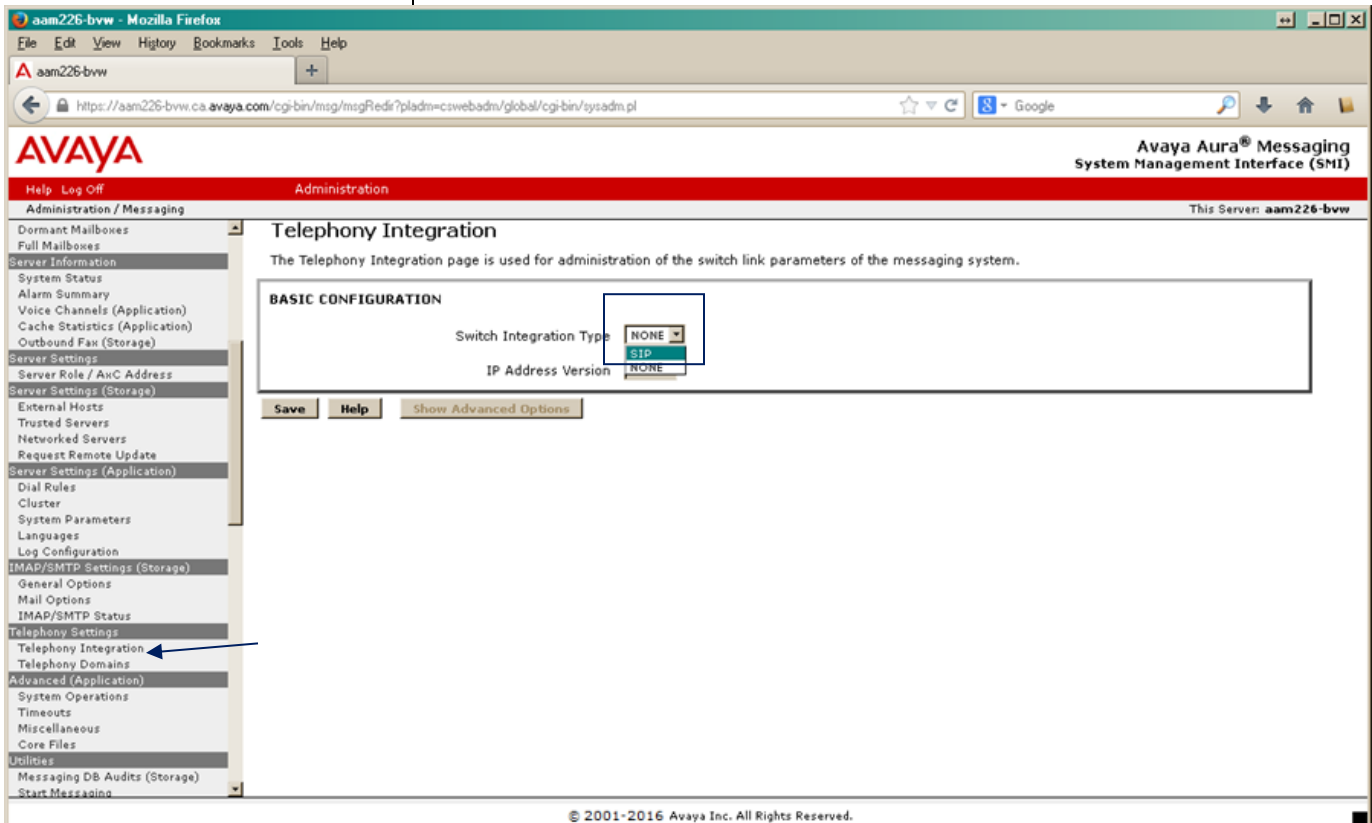 aam226-bvw - Mozilla Firefox
File Edit View History Bookmarks Tools Help
aam226-bvw
https://aam226-bvw.ca.avaya.com/cgi-bin/msg/msgRedir?pladm=cswebadm/global/cgi-bin/sysadm.pl
Google
AVAYA
Avaya Aura® Messaging
System Management Interface (SMI)
Help Log Off Administration
Administration / Messaging
This Server: aam226-bvw
Dormant Mailboxes
Full Mailboxes
Server Information
System Status
Alarm Summary
Voice Channels (Application)
Cache Statistics (Application)
Outbound Fax (Storage)
Server Settings
Server Role / AxC Address
Server Settings (Storage)
External Hosts
Trusted Servers
Networked Servers
Request Remote Update
Server Settings (Application)
Dial Rules
Cluster
System Parameters
Languages
Log Configuration
IMAP/SMTP Settings (Storage)
General Options
Mail Options
IMAP/SMTP Status
Telephony Settings
Telephony Integration
Telephony Domains
Advanced (Application)
System Operations
Timeouts
Miscellaneous
Core Files
Utilities
Messaging DB Audits (Storage)
Start Messaging
Telephony Integration
The Telephony Integration page is used for administration of the switch link parameters of the messaging system.
BASIC CONFIGURATION
Switch Integration Type NONE
SIP
NONE
IP Address Version
Save Help Show Advanced Options
© 2001-2016 Avaya Inc. All Rights Reserved.